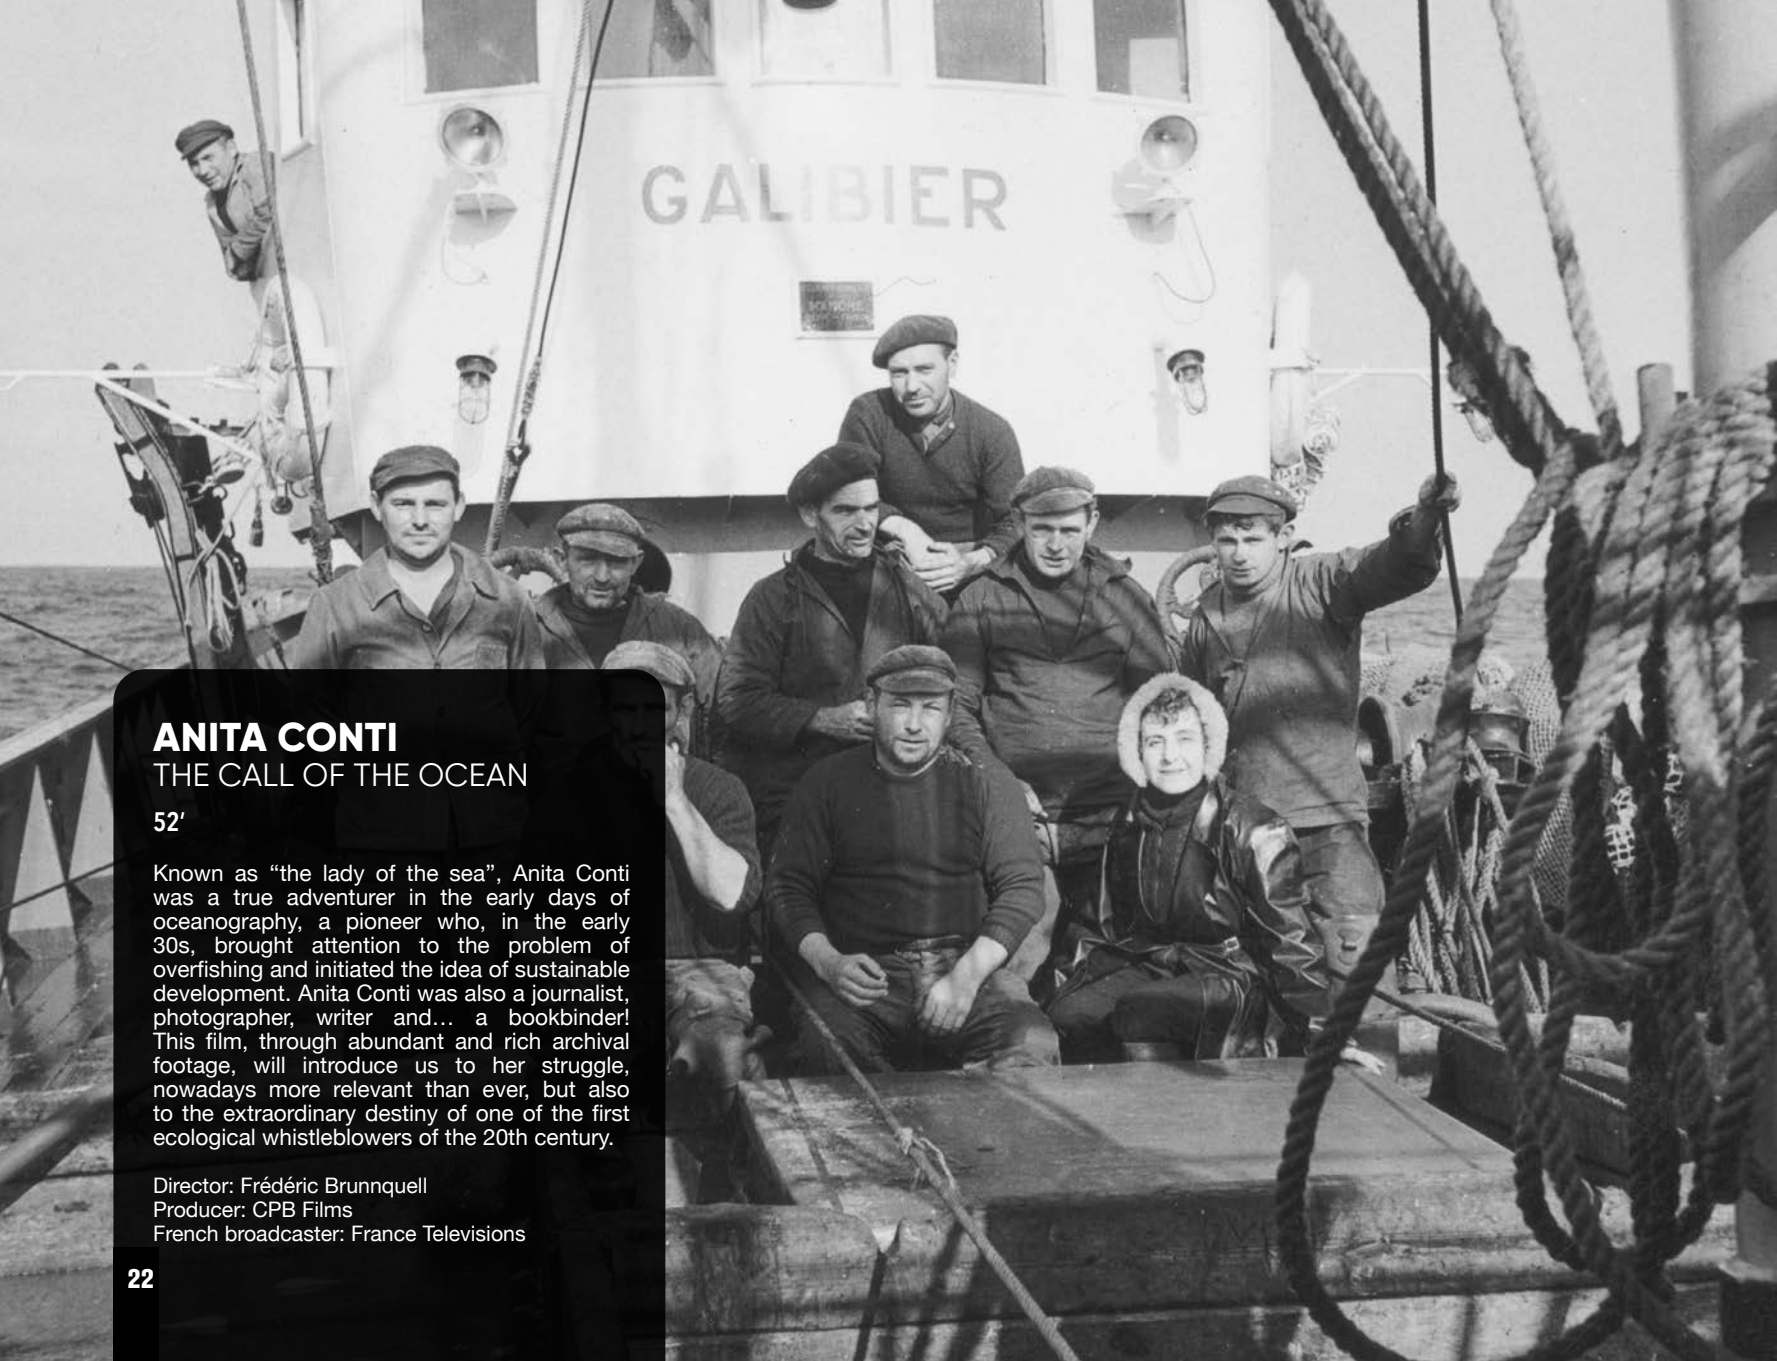 GALIBIER
ANITA CONTI
THE CALL OF THE OCEAN
52′
Known as “the lady of the sea”, Anita Conti
was a true adventurer in the early days of
oceanography, a pioneer who, in the early
30s, brought attention to the problem of
overfishing and initiated the idea of sustainable
development. Anita Conti was also a journalist,
photographer, writer and… a bookbinder!
This film, through abundant and rich archival
footage, will introduce us to her struggle,
nowadays more relevant than ever, but also
to the extraordinary destiny of one of the first
ecological whistleblowers of the 20th century.
Director: Frédéric Brunnquell
Producer: CPB Films
French broadcaster: France Televisions
22